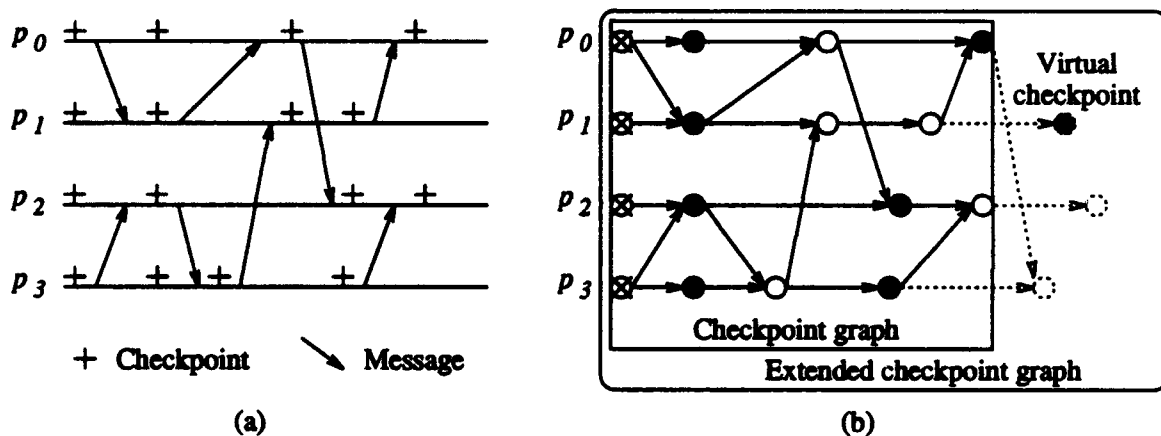 p0
p1
p2
p3
+ Checkpoint
Message
(a)
p0
p1
p2
p3
Virtual
checkpoint
Checkpoint graph
Extended checkpoint graph
(b)